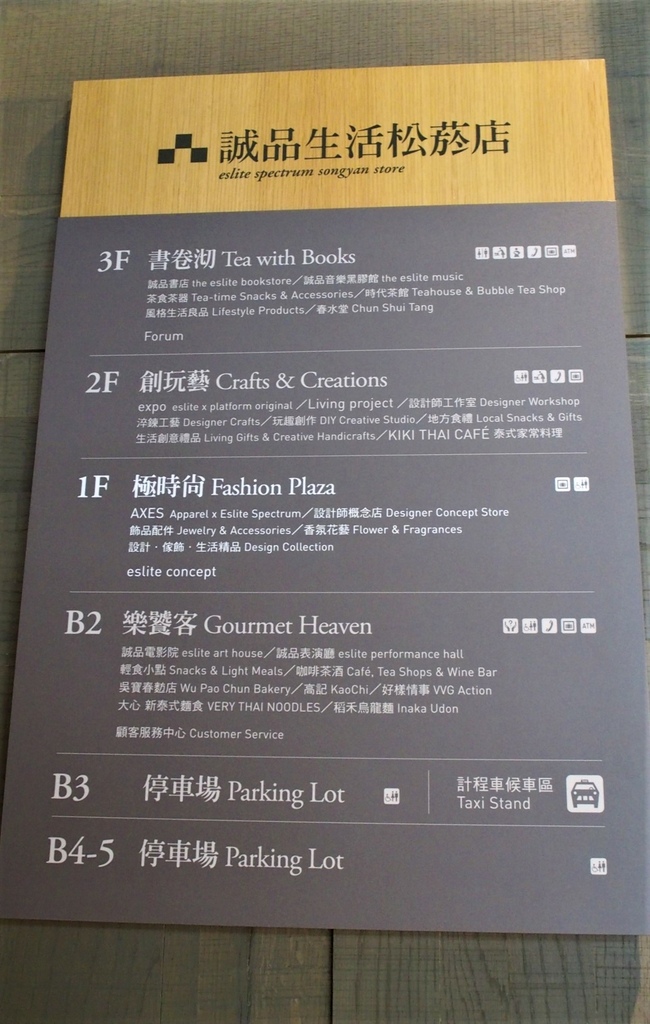 誠品生活松菸店
eslite spectrum songyan store
3F 書卷沏 Tea with Books
誠品書店 the eslite bookstore／誠品音樂黑膠館 the eslite music
茶食茶器 Tea-time Snacks & Accessories／時代茶館 Teahouse & Bubble Tea Shop
風格生活良品 Lifestyle Products／春水堂 Chun Shui Tang
Forum
ATM
2F 創玩藝 Crafts & Creations
expo eslite x platform original／Living project／設計師工作室 Designer Workshop
淬鍊工藝 Designer Crafts／玩趣創作 DIY Creative Studio／地方食禮 Local Snacks & Gifts
生活創意禮品 Living Gifts & Creative Handicrafts／KIKI THAI CAFÉ 泰式家常料理
1F 極時尚 Fashion Plaza
AXES Apparel x Eslite Spectrum／設計師概念店 Designer Concept Store
飾品配件 Jewelry & Accessories／香氛花藝 Flower & Fragrances
設計・傢飾・生活精品 Design Collection
eslite concept
B2 樂饕客 Gourmet Heaven
ATM
誠品電影院 eslite art house／誠品表演廳 eslite performance hall
輕食小點 Snacks & Light Meals／咖啡茶酒 Café, Tea Shops & Wine Bar
吳寶春麭店 Wu Pao Chun Bakery／高記 KaoChi／好樣情事 VVG Action
大心 新泰式麵食 VERY THAI NOODLES／稻禾烏龍麵 Inaka Udon
顧客服務中心 Customer Service
B3 停車場 Parking Lot
計程車候車區
Taxi Stand
B4-5 停車場 Parking Lot